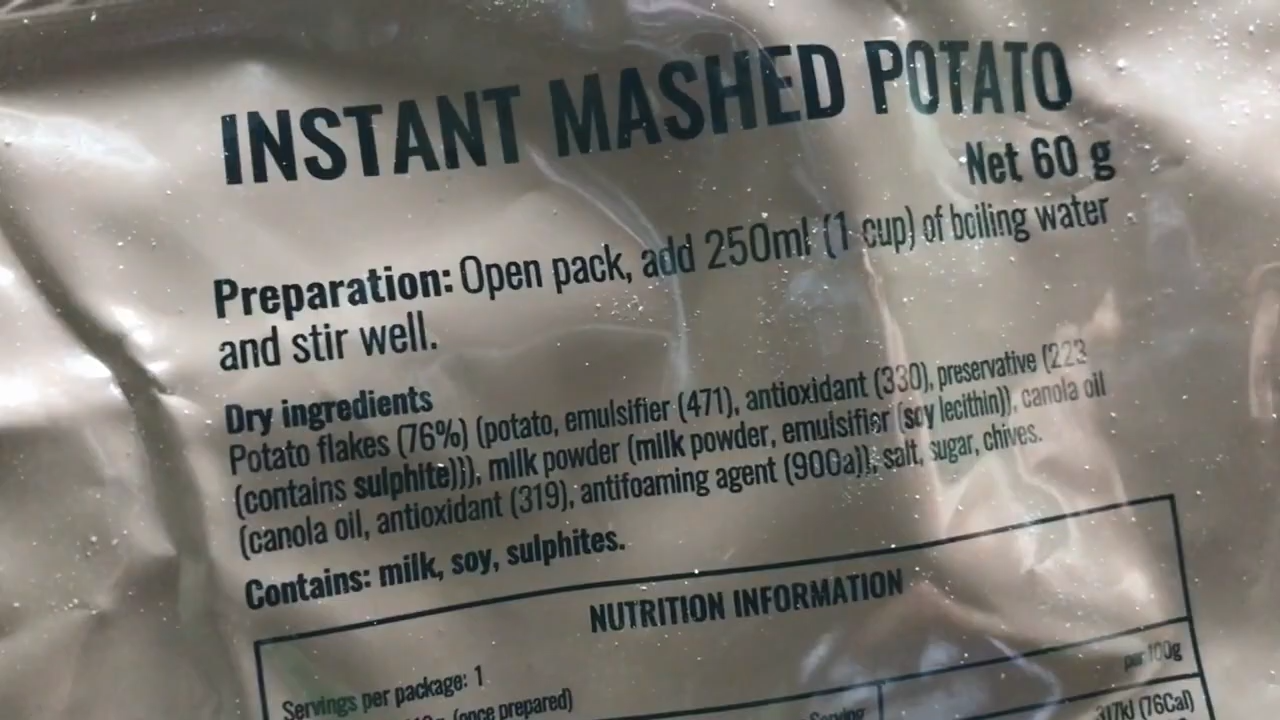 INSTANT MASHED POTATO
Net 60 g
Preparation: Open pack, add 250ml (1 cup) of boiling water
and stir well.
Dry ingredients
Potato flakes (76%) (potato, emulsifier (471), antioxidant (330), preservative (223
(contains sulphite))), milk powder (milk powder, emulsifier (soy lecithin)), canola oil
(canola oil, antioxidant (319), antifoaming agent (900a)), salt, sugar, chives.
Contains: milk, soy, sulphites.
NUTRITION INFORMATION
Servings per package: 1
per 100g
(once prepared)
Serving
317kJ (76Cal)